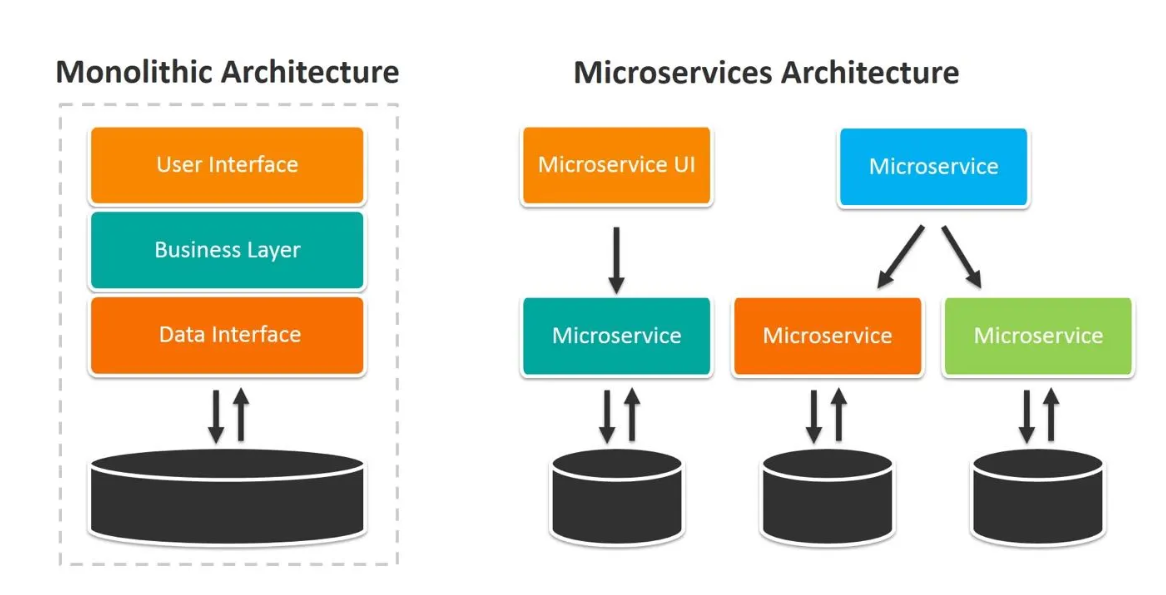 Monolithic Architecture
User Interface
Business Layer
Data Interface
Microservices Architecture
Microservice UI
Microservice
Microservice
Microservice
Microservice